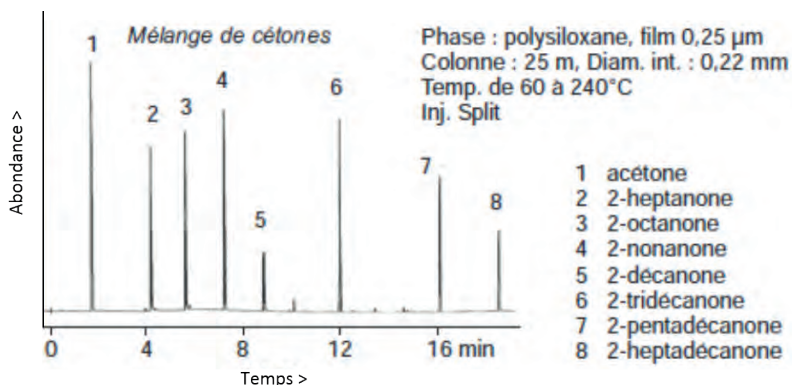 Mélange de cétones
Phase : polysiloxane, film 0,25 µm
Colonne : 25 m, Diam. int. : 0,22 mm
Temp. de 60 à 240°C
Inj. Split
Abondance >
1
2
3
4
5
6
7
8
1 acétone
2 2-heptanone
3 2-octanone
4 2-nonanone
5 2-décanone
6 2-tridécanone
7 2-pentadécanone
8 2-heptadécanone
0 4 8 12 16 min
Temps >